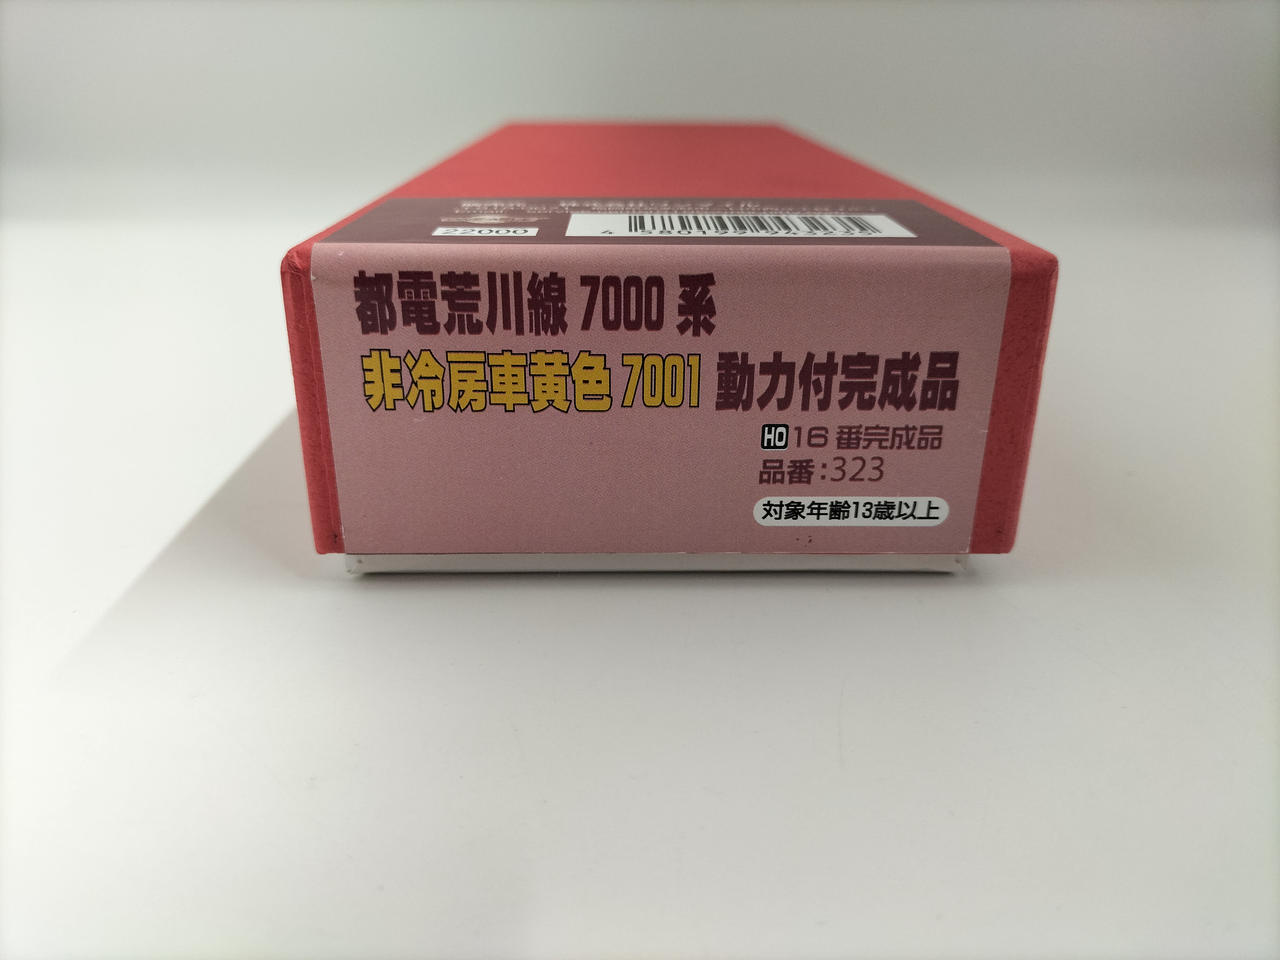 22000
都電荒川線 7000 系
非冷房車黄色 7001 動力付完成品
HO 16 番完成品
品番:323
対象年齢13歳以上